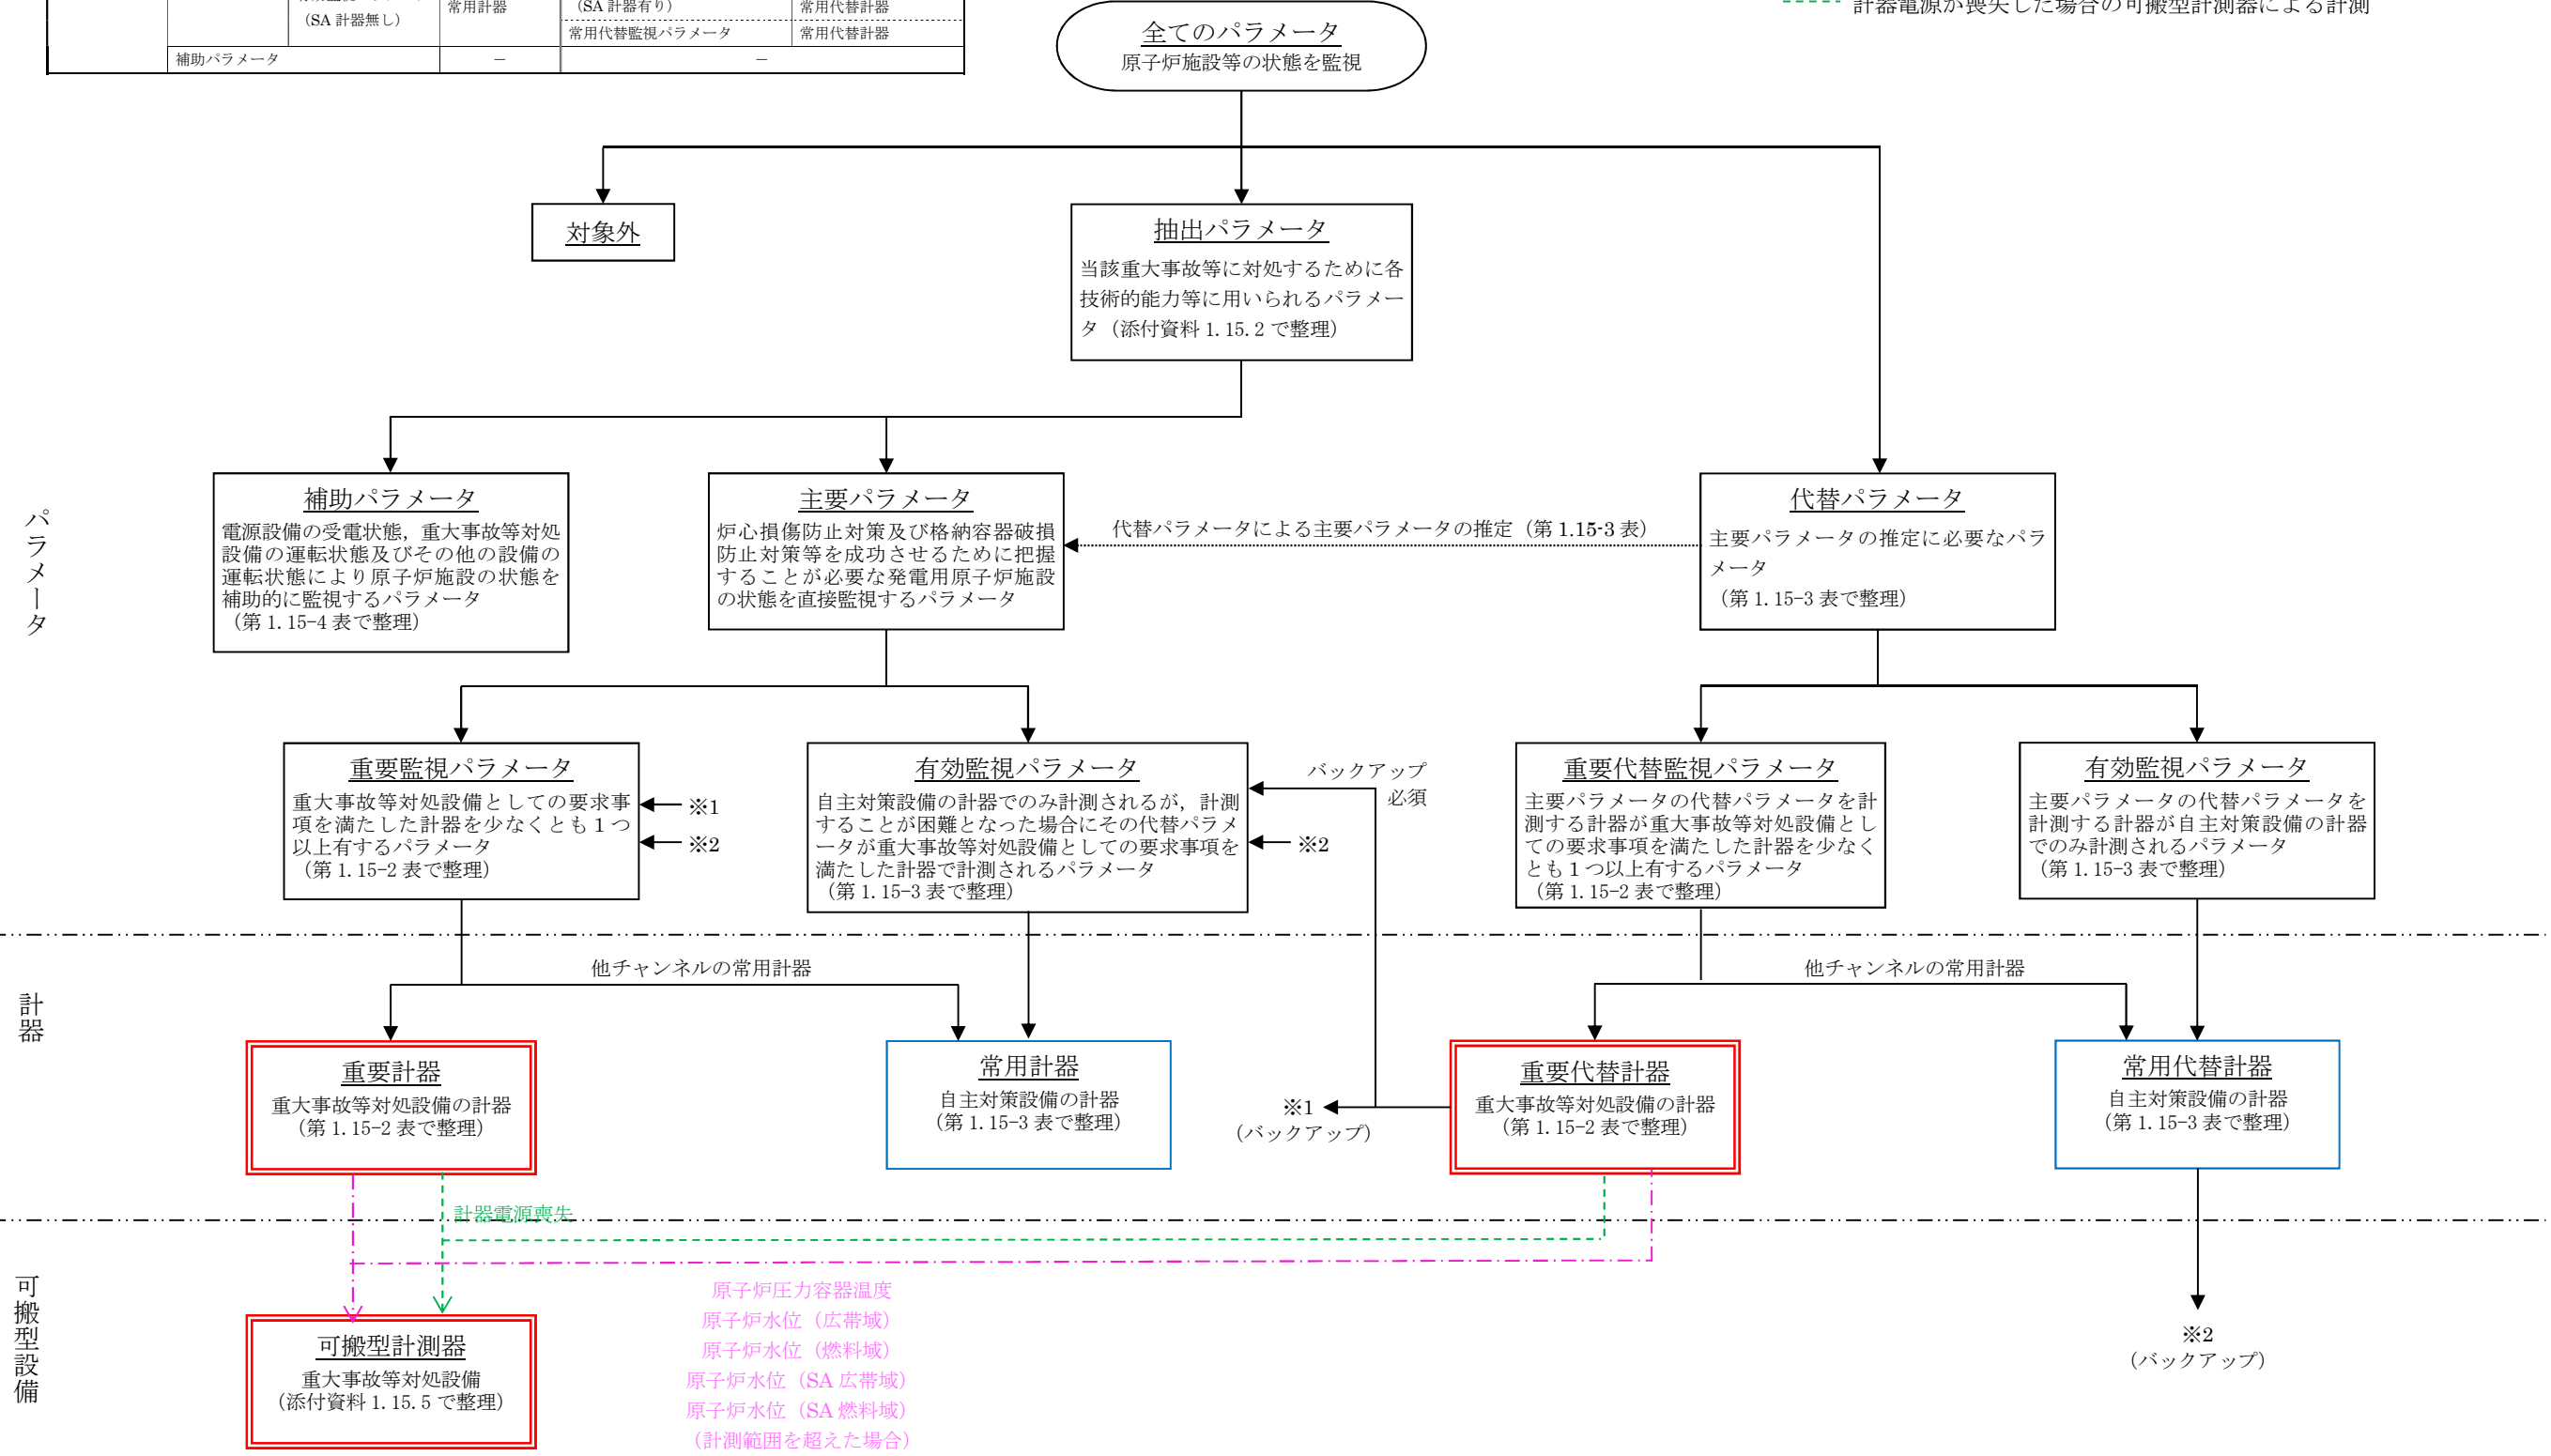 （SA 計器無し）
常用計器
（SA 計器有り）
常用代替計器
常用代替監視パラメータ
常用代替計器
補助パラメータ
－
－
計器電源が喪失した場合の可搬型計測器による計測
全てのパラメータ
原子炉施設等の状態を監視
対象外
抽出パラメータ
当該重大事故等に対処するために各
技術的能力等に用いられるパラメー
タ（添付資料 1.15.2 で整理）
パラメータ
補助パラメータ
電源設備の受電状態，重大事故等対処
設備の運転状態及びその他の設備の
運転状態により原子炉施設の状態を
補助的に監視するパラメータ
（第 1.15-4 表で整理）
主要パラメータ
炉心損傷防止対策及び格納容器破損
防止対策等を成功させるために把握
することが必要な発電用原子炉施設
の状態を直接監視するパラメータ
代替パラメータによる主要パラメータの推定（第 1.15-3 表）
代替パラメータ
主要パラメータの推定に必要なパラ
メータ
（第 1.15-3 表で整理）
重要監視パラメータ
重大事故等対処設備としての要求事
項を満たした計器を少なくとも 1 つ
以上有するパラメータ
（第 1.15-2 表で整理）
※1
※2
有効監視パラメータ
自主対策設備の計器でのみ計測されるが，計測
することが困難となった場合にその代替パラメ
ータが重大事故等対処設備としての要求事項を
満たした計器で計測されるパラメータ
（第 1.15-3 表で整理）
バックアップ
必須
※2
重要代替監視パラメータ
主要パラメータの代替パラメータを計
測する計器が重大事故等対処設備とし
ての要求事項を満たした計器を少なく
とも 1 つ以上有するパラメータ
（第 1.15-2 表で整理）
有効監視パラメータ
主要パラメータの代替パラメータを
計測する計器が自主対策設備の計器
でのみ計測されるパラメータ
（第 1.15-3 表で整理）
計器
他チャンネルの常用計器
他チャンネルの常用計器
重要計器
重大事故等対処設備の計器
（第 1.15-2 表で整理）
常用計器
自主対策設備の計器
（第 1.15-3 表で整理）
※1
（バックアップ）
重要代替計器
重大事故等対処設備の計器
（第 1.15-2 表で整理）
常用代替計器
自主対策設備の計器
（第 1.15-3 表で整理）
計器電源喪失
可搬型設備
可搬型計測器
重大事故等対処設備
（添付資料 1.15.5 で整理）
原子炉圧力容器温度
原子炉水位（広帯域）
原子炉水位（燃料域）
原子炉水位（SA 広帯域）
原子炉水位（SA 燃料域）
（計測範囲を超えた場合）
※2
（バックアップ）